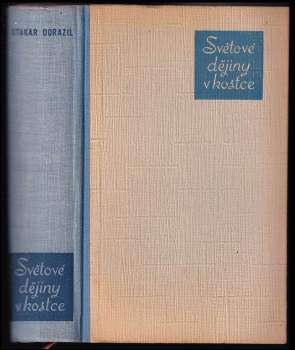 OTAKAR DORAZIL
Světové
dějiny
v kostce
Světové
dějiny
v kostce